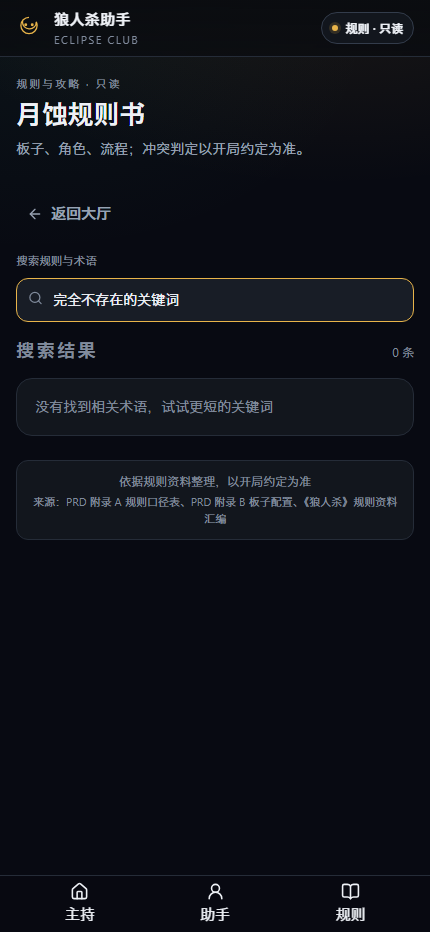 狼人杀助手
ECLIPSE CLUB
规则 · 只读
规则与攻略 · 只读
月蚀规则书
板子、角色、流程；冲突判定以开局约定为准。
返回大厅
搜索规则与术语
完全不存在的关键词
搜索结果
0 条
没有找到相关术语，试试更短的关键词
依据规则资料整理，以开局约定为准
来源：PRD 附录 A 规则口径表、PRD 附录 B 板子配置、《狼人杀》规则资料
汇编
主持
助手
规则